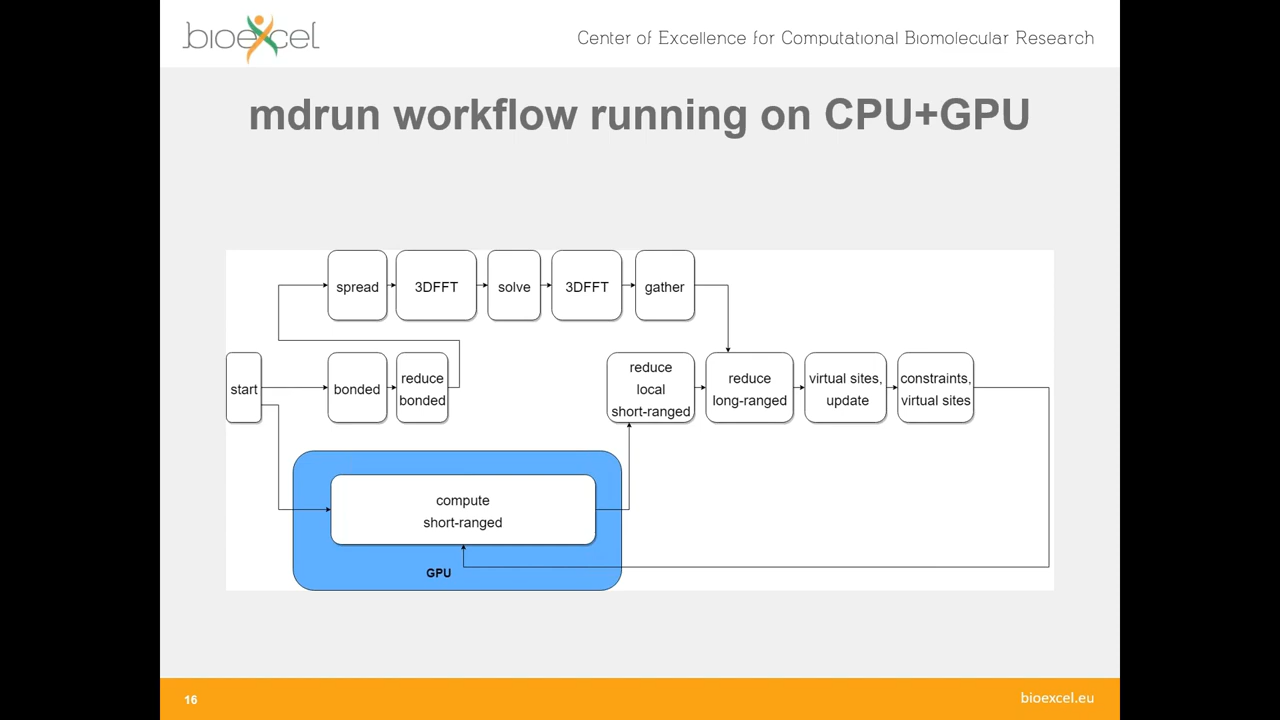 bioexcel
Center of Excellence for Computational Biomolecular Research
mdrun workflow running on CPU+GPU
spread
3DFFT
solve
3DFFT
gather
start
bonded
reduce
bonded
reduce
local
short-ranged
reduce
long-ranged
virtual sites,
update
constraints,
virtual sites
compute
short-ranged
GPU
16
bioexcel.eu